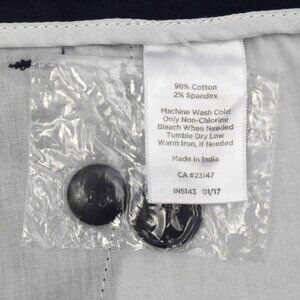 98% Cotton
2% Spandex
Machine Wash Cold
Only Non-Chlorine
Bleach When Needed
Tumble Dry Low
Warm Iron, if Needed
Made in India
CA #23147
IN5143 01/17